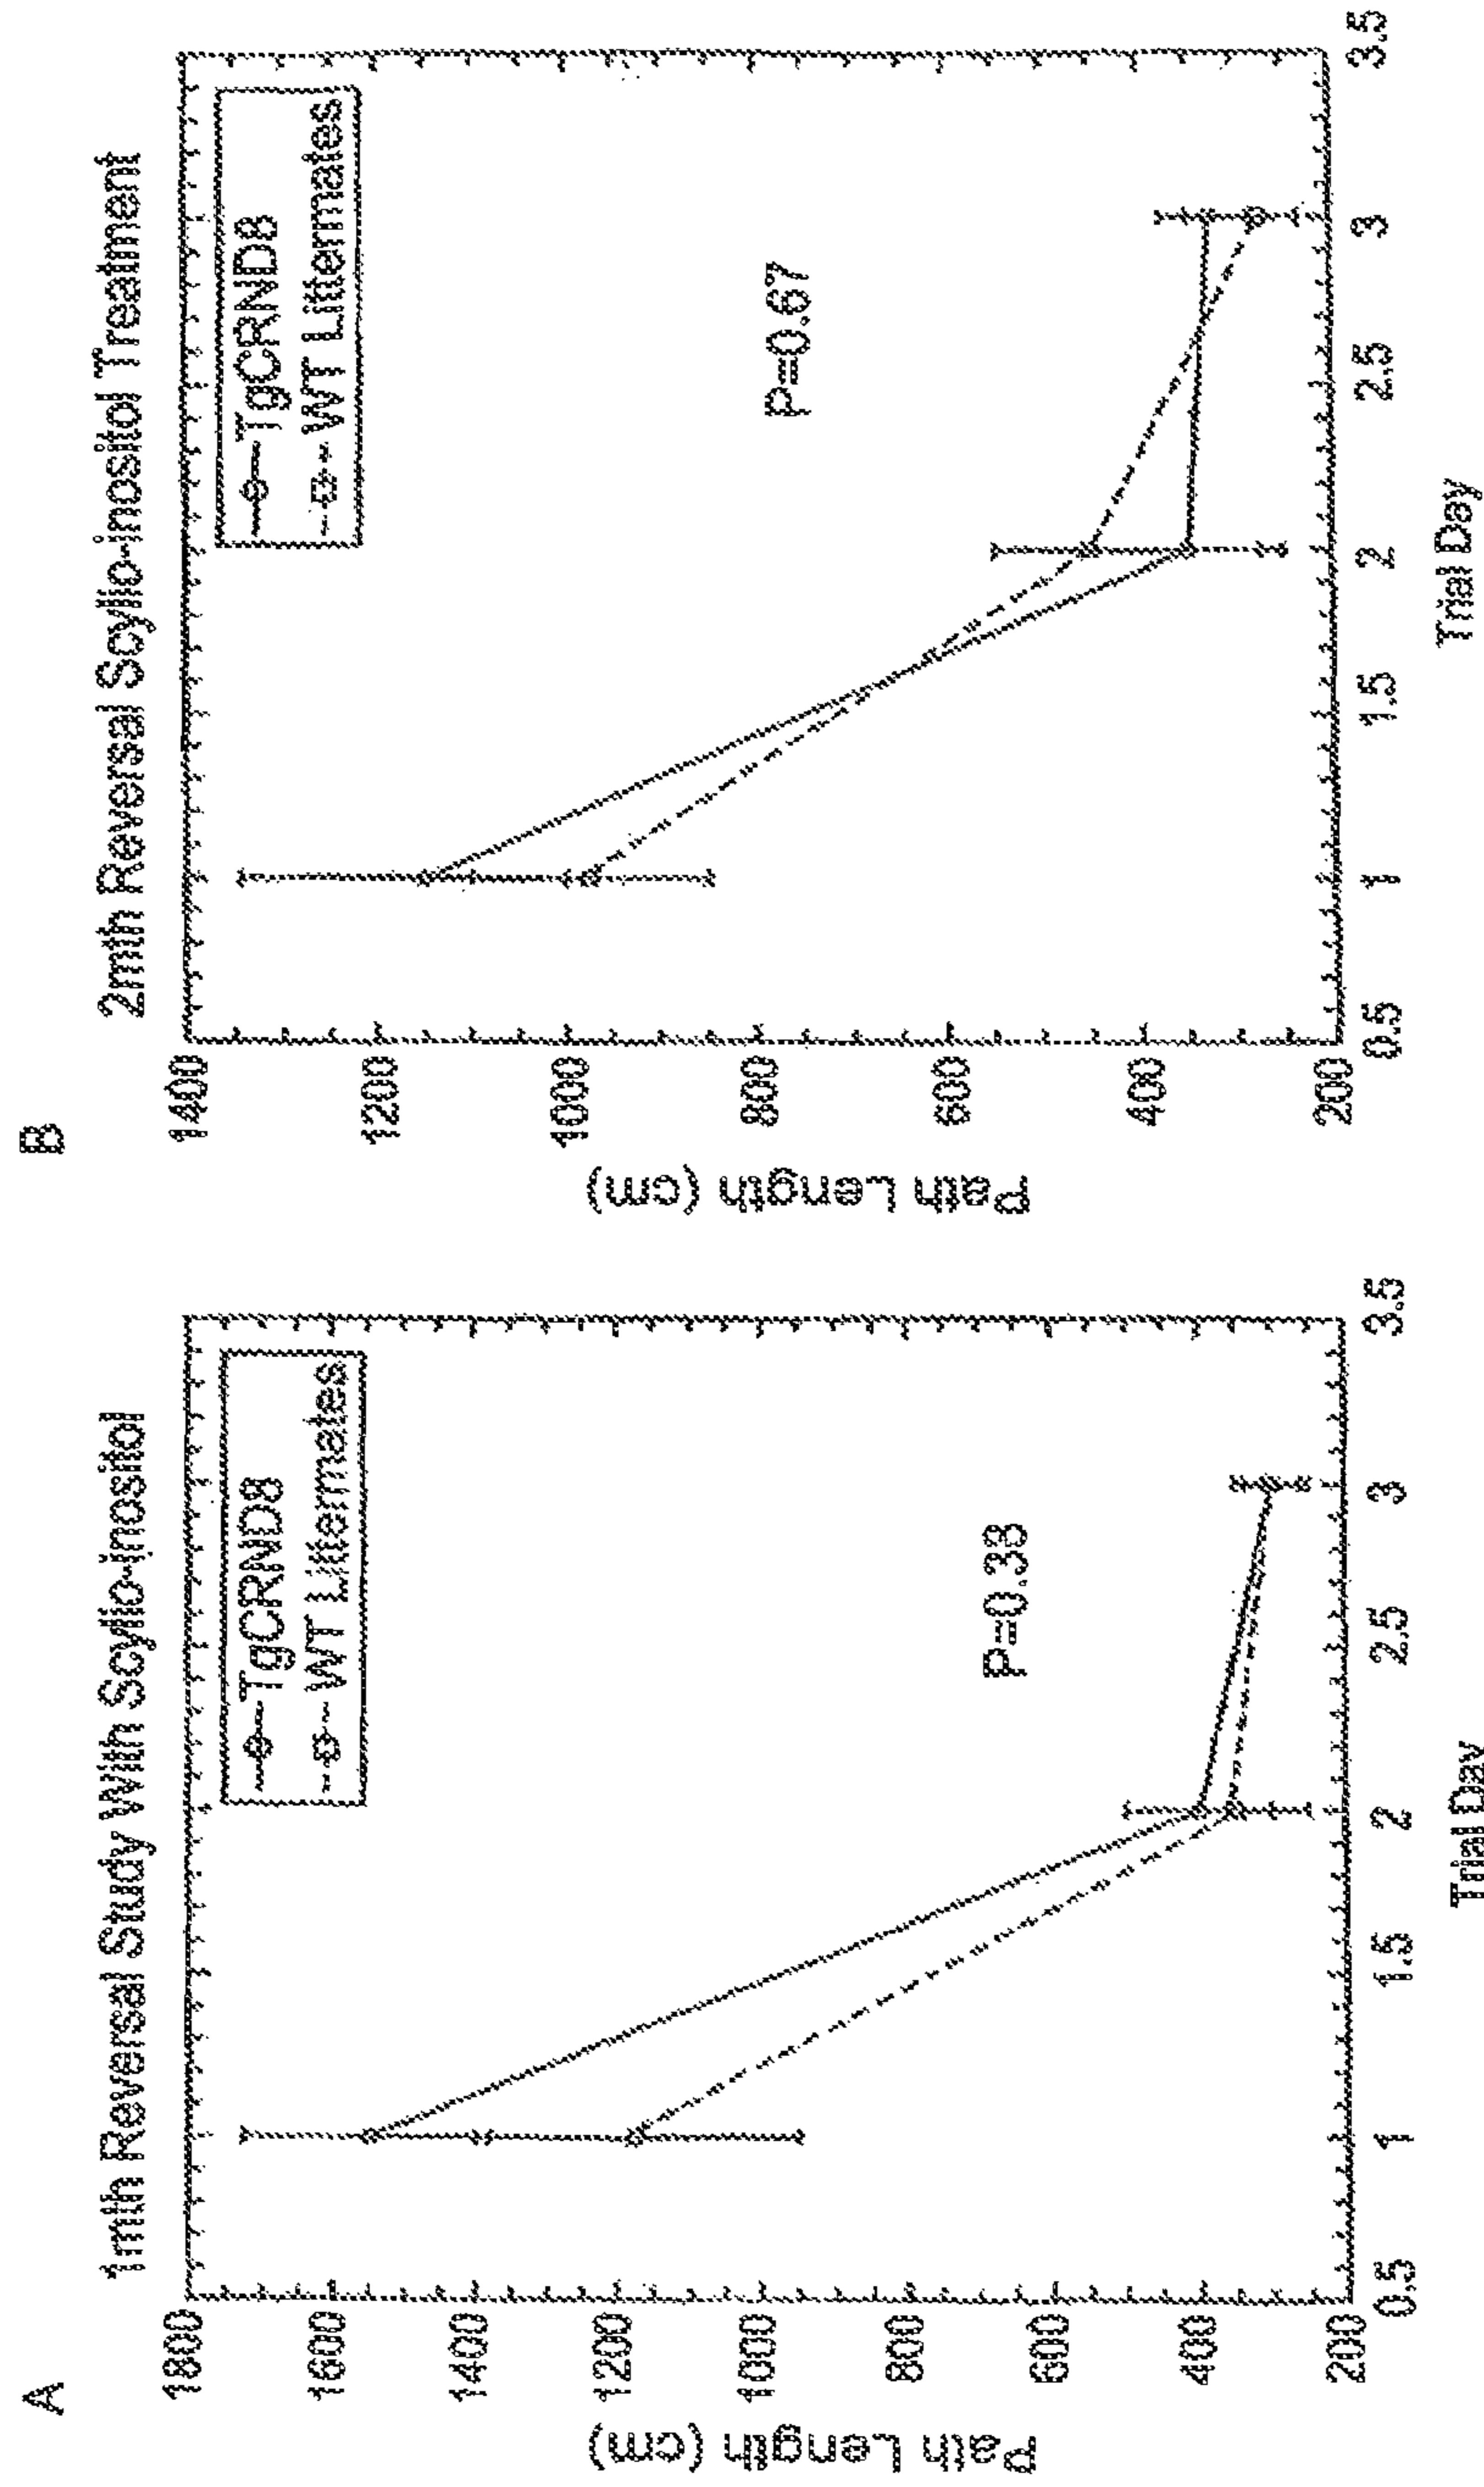 A
1mth Reversal Study With Scyllo-inositol
TgCRND8
WT Littermates
P=0.38
Path Length (cm)
1800
1600
1400
1200
1000
800
600
400
200
0.5
1
1.5
2
2.5
3
3.5
Trial Day
B
2mth Reversal Scyllo-inositol Treatment
TgCRND8
WT Littermates
P=0.67
Path Length (cm)
1400
1200
1000
800
600
400
200
0.5
1
1.5
2
2.5
3
3.5
Trial Day